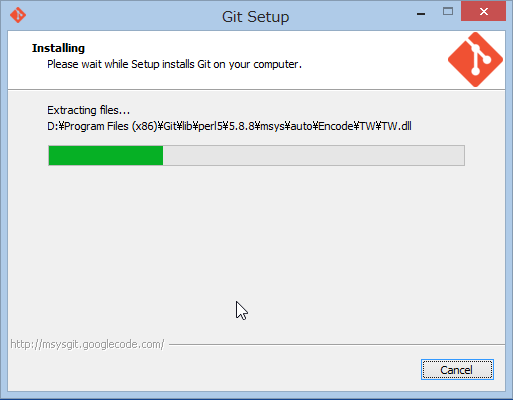 Git Setup
Installing
Please wait while Setup installs Git on your computer.
Extracting files...
D:¥Program Files (x86)¥Git¥lib¥perl5¥5.8.8¥msys¥auto¥Encode¥TW¥TW.dll
http://msysgit.googlecode.com/
Cancel